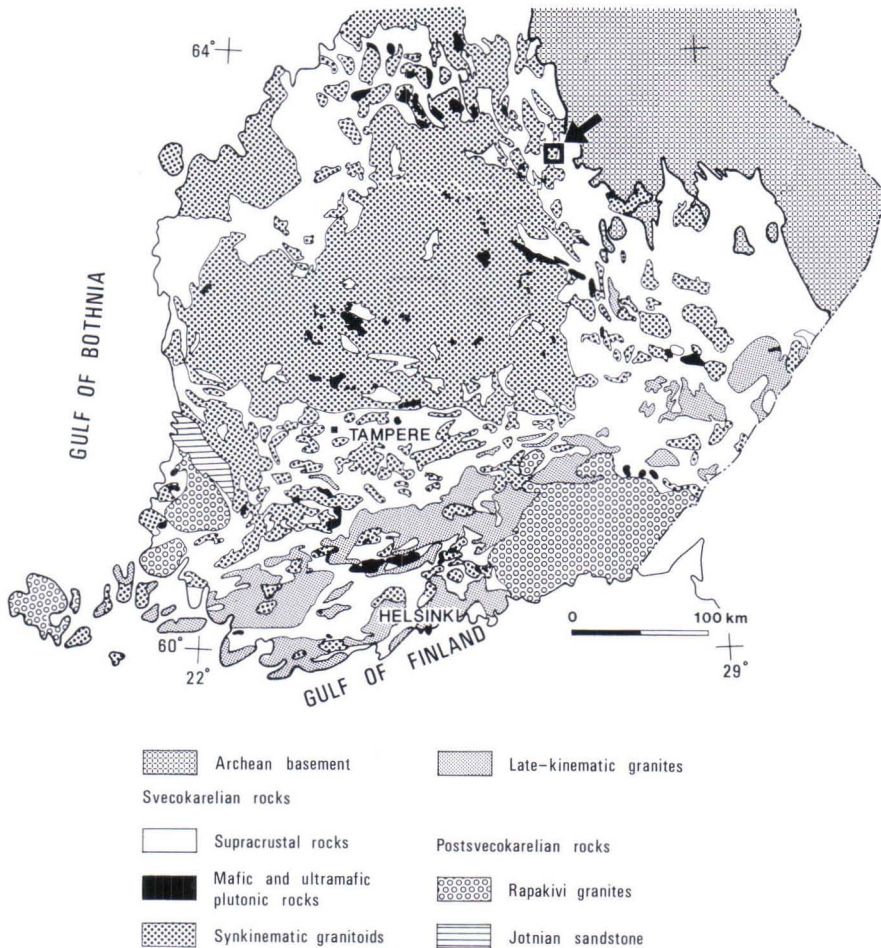 64°
GULF OF BOTHNIA
TAMPERE
HELSINKI
0 100 km
60°
22°
GULF OF FINLAND
29°
Archean basement
Late-kinematic granites
Svecokarelian rocks
Supracrustal rocks
Postsvecokarelian rocks
Mafic and ultramafic
plutonic rocks
Rapakivi granites
Synkinematic granitoids
Jotnian sandstone